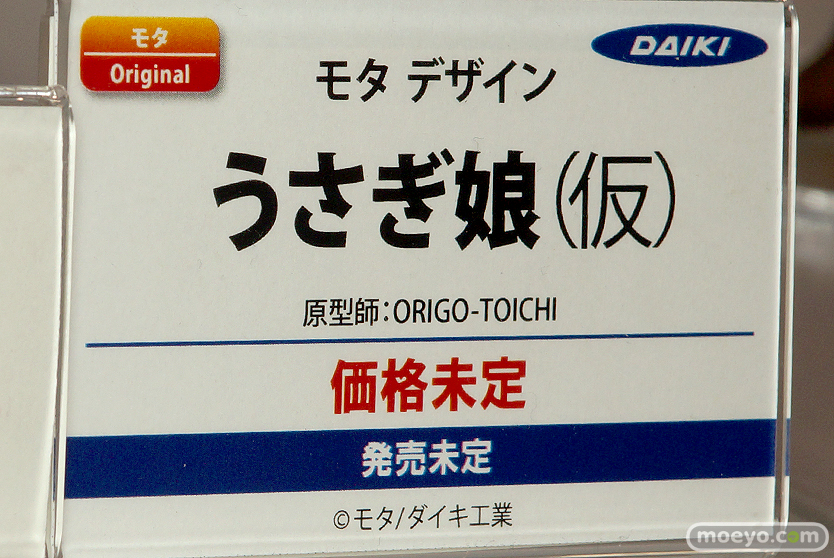 モタ
Original
DAIKI
モタ デザイン
うさぎ娘(仮)
原型師:ORIGO-TOICHI
価格未定
発売未定
©モタ/ダイキ工業
moeyo.com